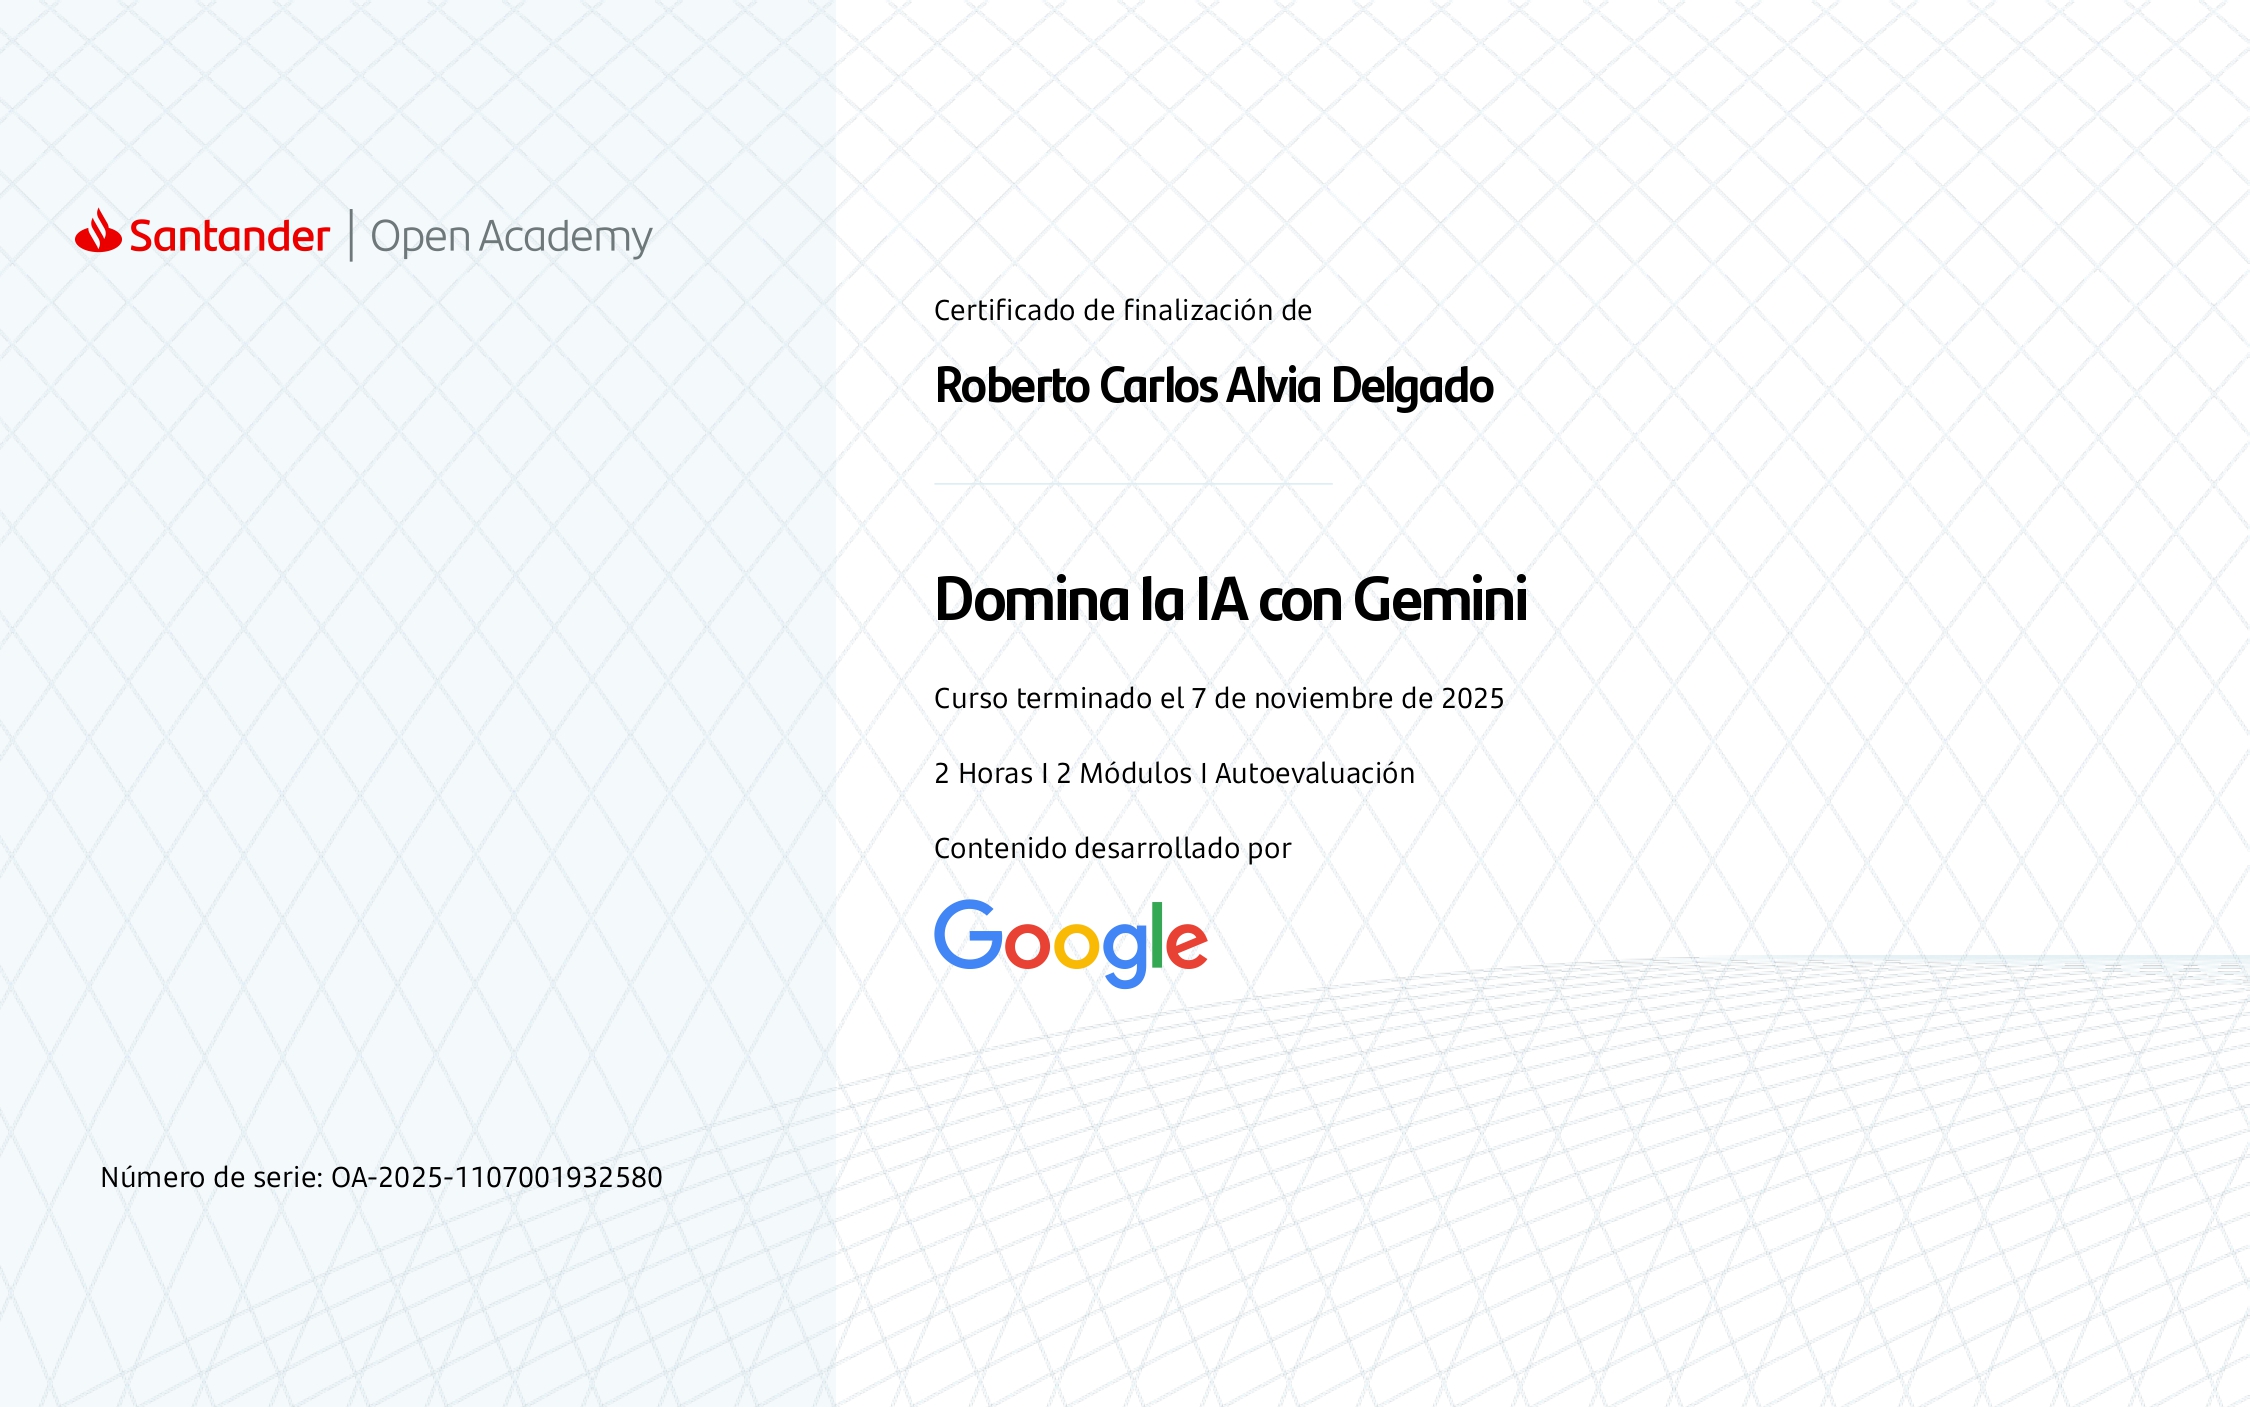 Santander | Open Academy
Certificado de finalización de
Roberto Carlos Alvia Delgado
Domina la IA con Gemini
Curso terminado el 7 de noviembre de 2025
2 Horas I 2 Módulos I Autoevaluación
Contenido desarrollado por
Google
Número de serie: OA-2025-1107001932580